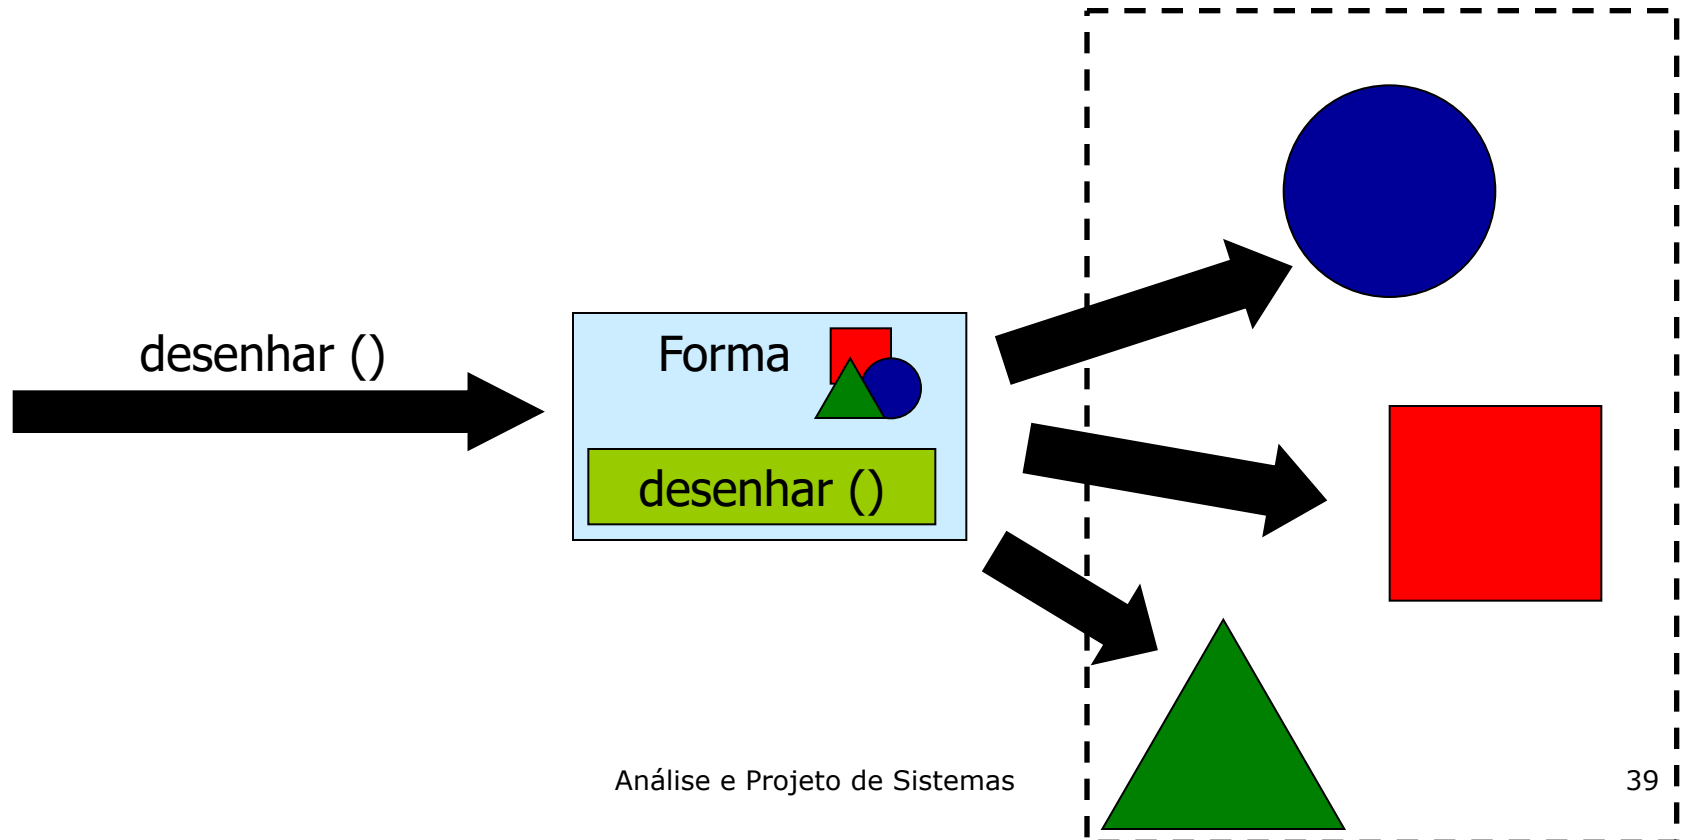 desenhar ()
Forma
desenhar ()
Análise e Projeto de Sistemas
39